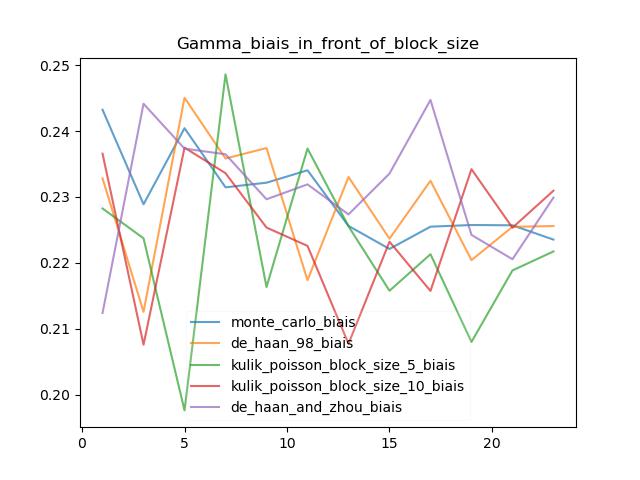 Gamma_biais_in_front_of_block_size
0.25
0.24
0.23
0.22
0.21
0.20
0 5 10 15 20
monte_carlo_biais
de_haan_98_biais
kulik_poisson_block_size_5_biais
kulik_poisson_block_size_10_biais
de_haan_and_zhou_biais